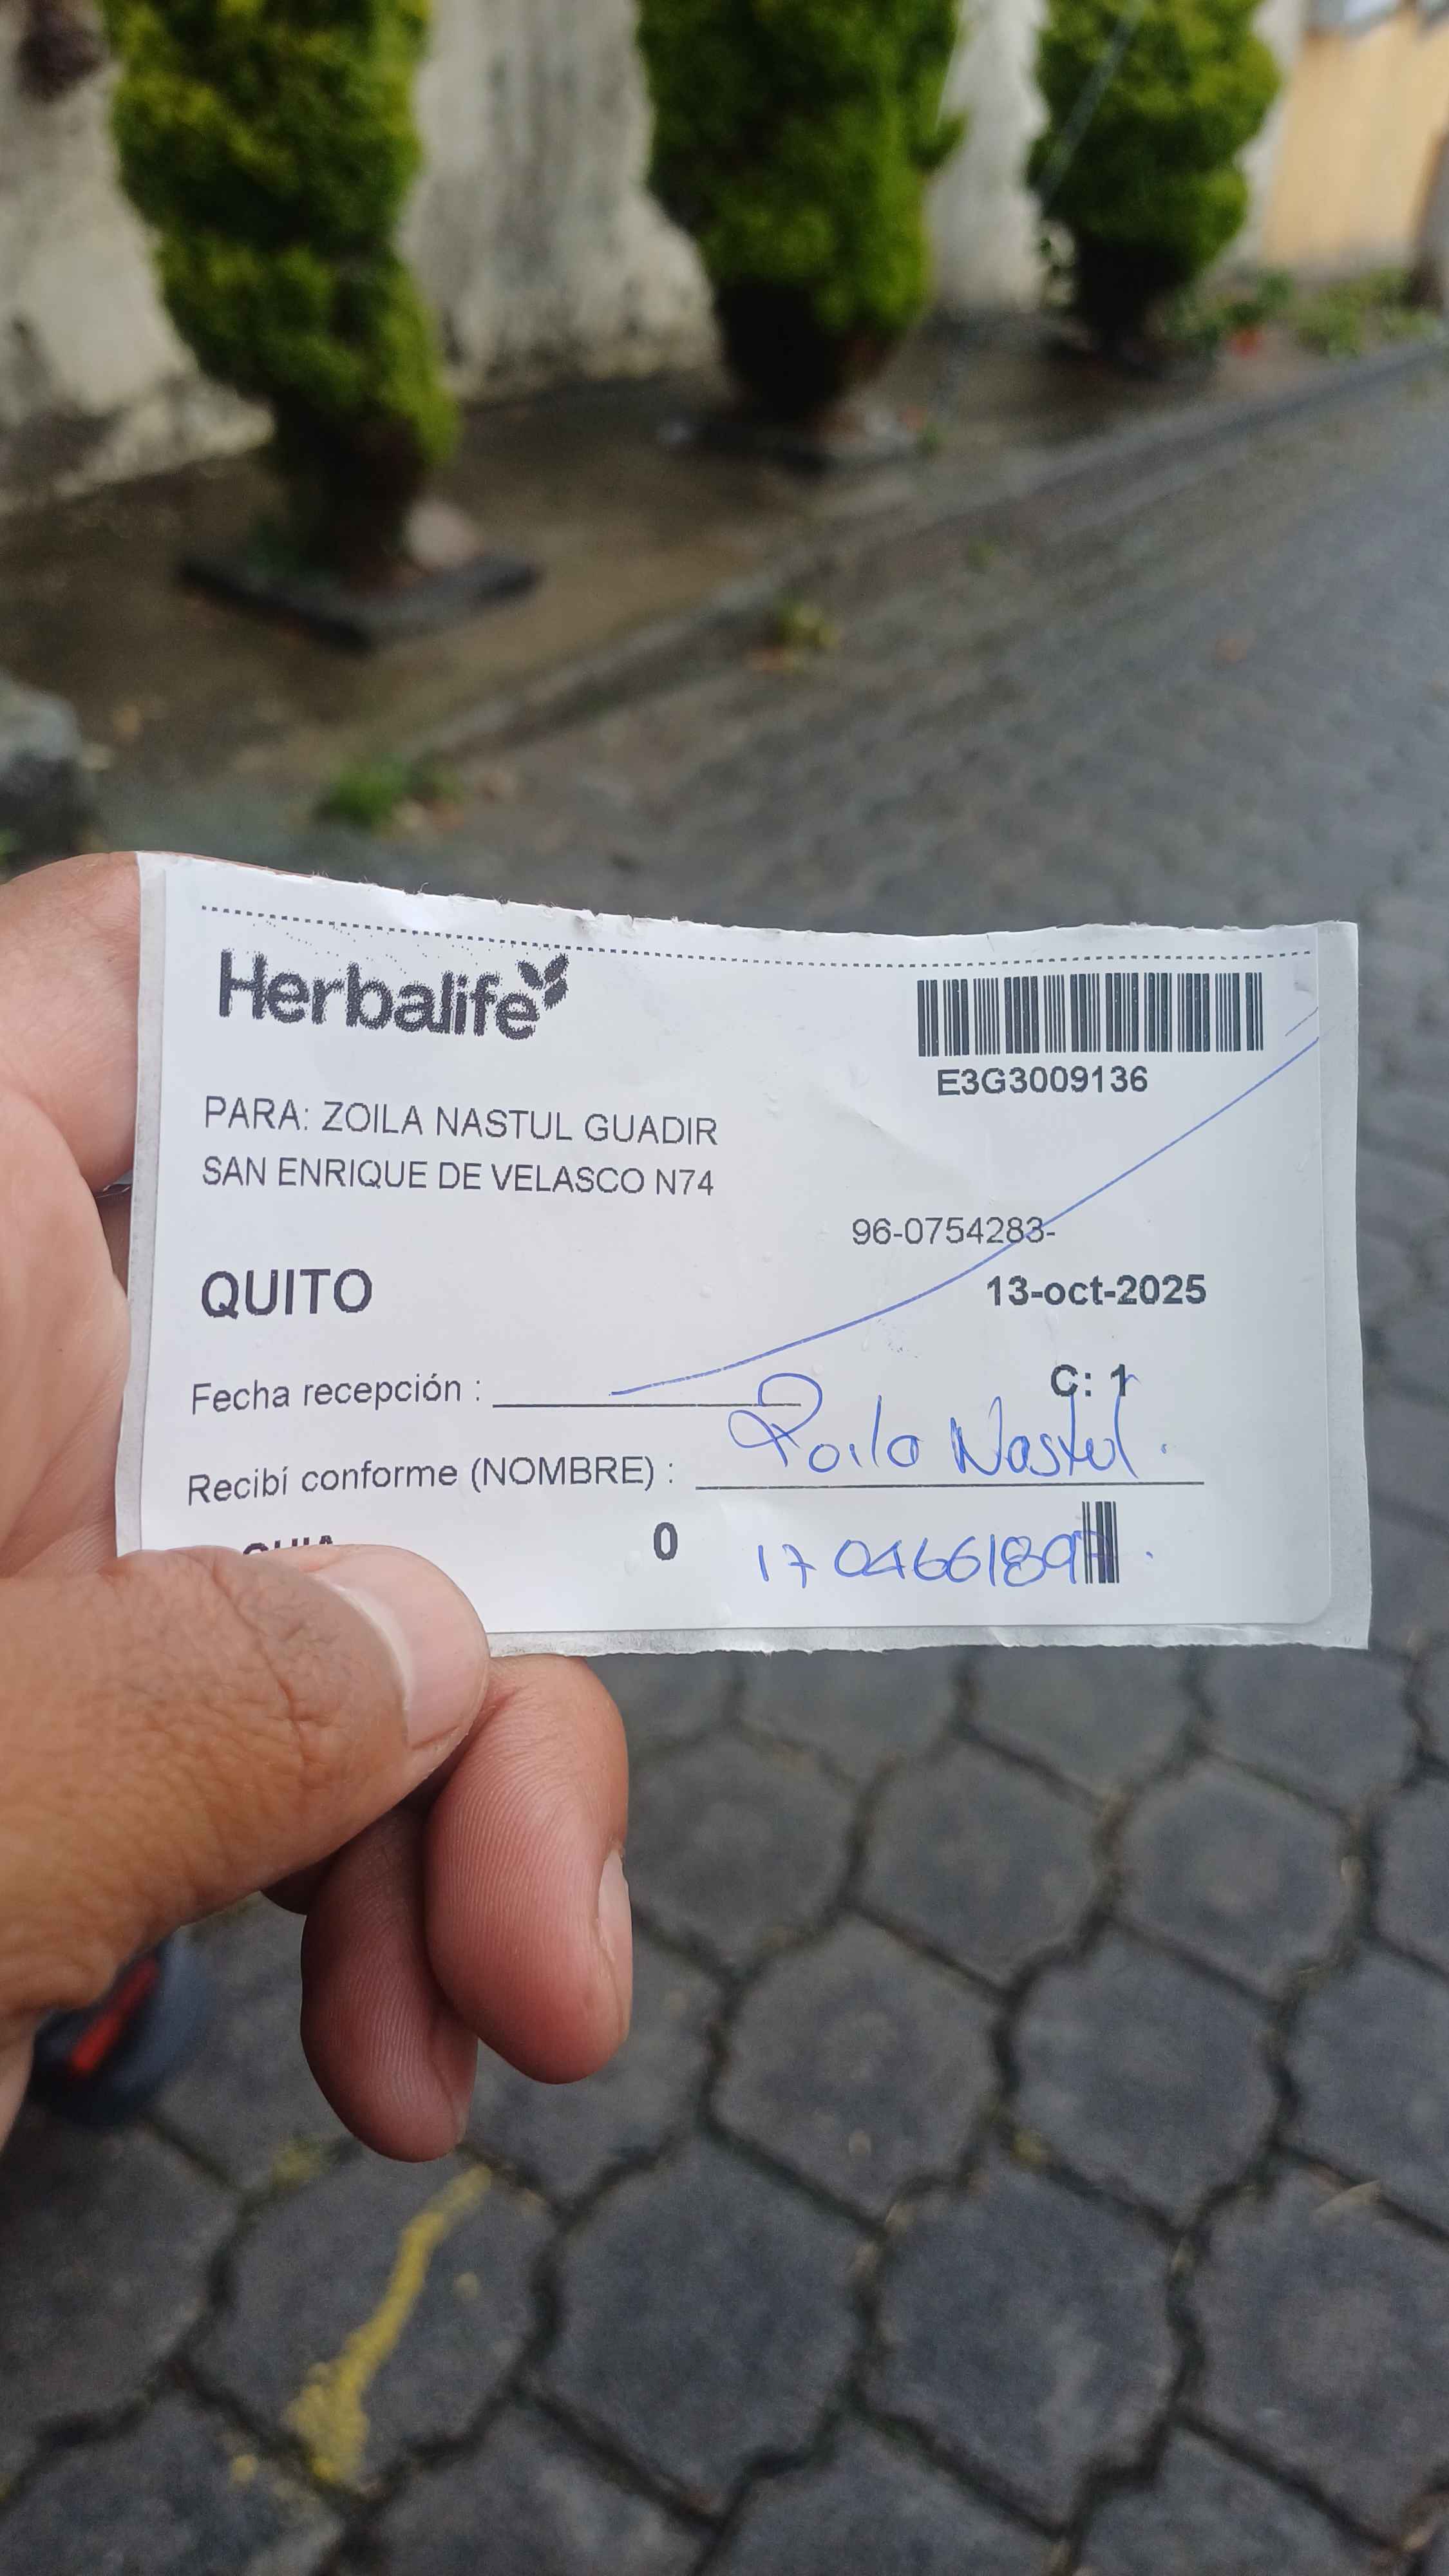 Herbalife
E3G3009136
PARA: ZOILA NASTUL GUADIR
SAN ENRIQUE DE VELASCO N74
96-0754283-
QUITO
13-oct-2025
C: 1
Fecha recepción :
Recibí conforme (NOMBRE) : Zoila Nastul.
0